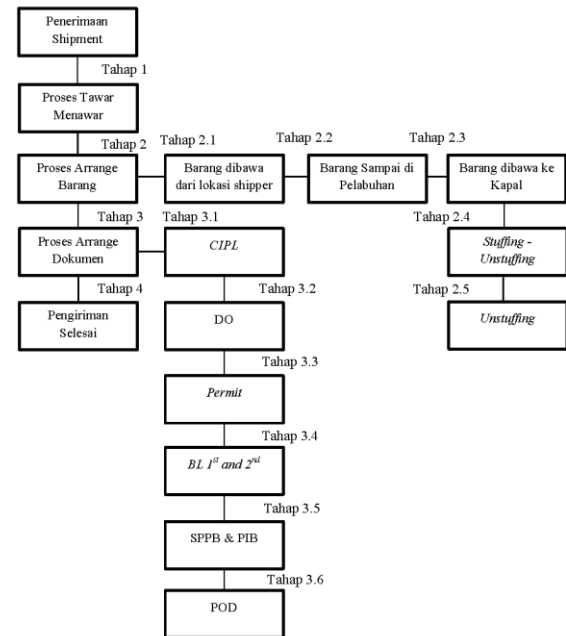 Penerimaan
Shipment
Tahap 1
Proses Tawar
Menawar
Tahap 2
Tahap 2.1
Tahap 2.2
Tahap 2.3
Proses Arrange
Barang
Barang dibawa
dari lokasi shipper
Barang Sampai di
Pelabuhan
Barang dibawa ke
Kapal
Tahap 3
Tahap 3.1
Tahap 2.4
Proses Arrange
Dokumen
CIPL
Stuffing -
Unstuffing
Tahap 4
Tahap 3.2
Tahap 2.5
Pengiriman
Selesai
DO
Unstuffing
Tahap 3.3
Permit
Tahap 3.4
BL 1st and 2nd
Tahap 3.5
SPPB & PIB
Tahap 3.6
POD